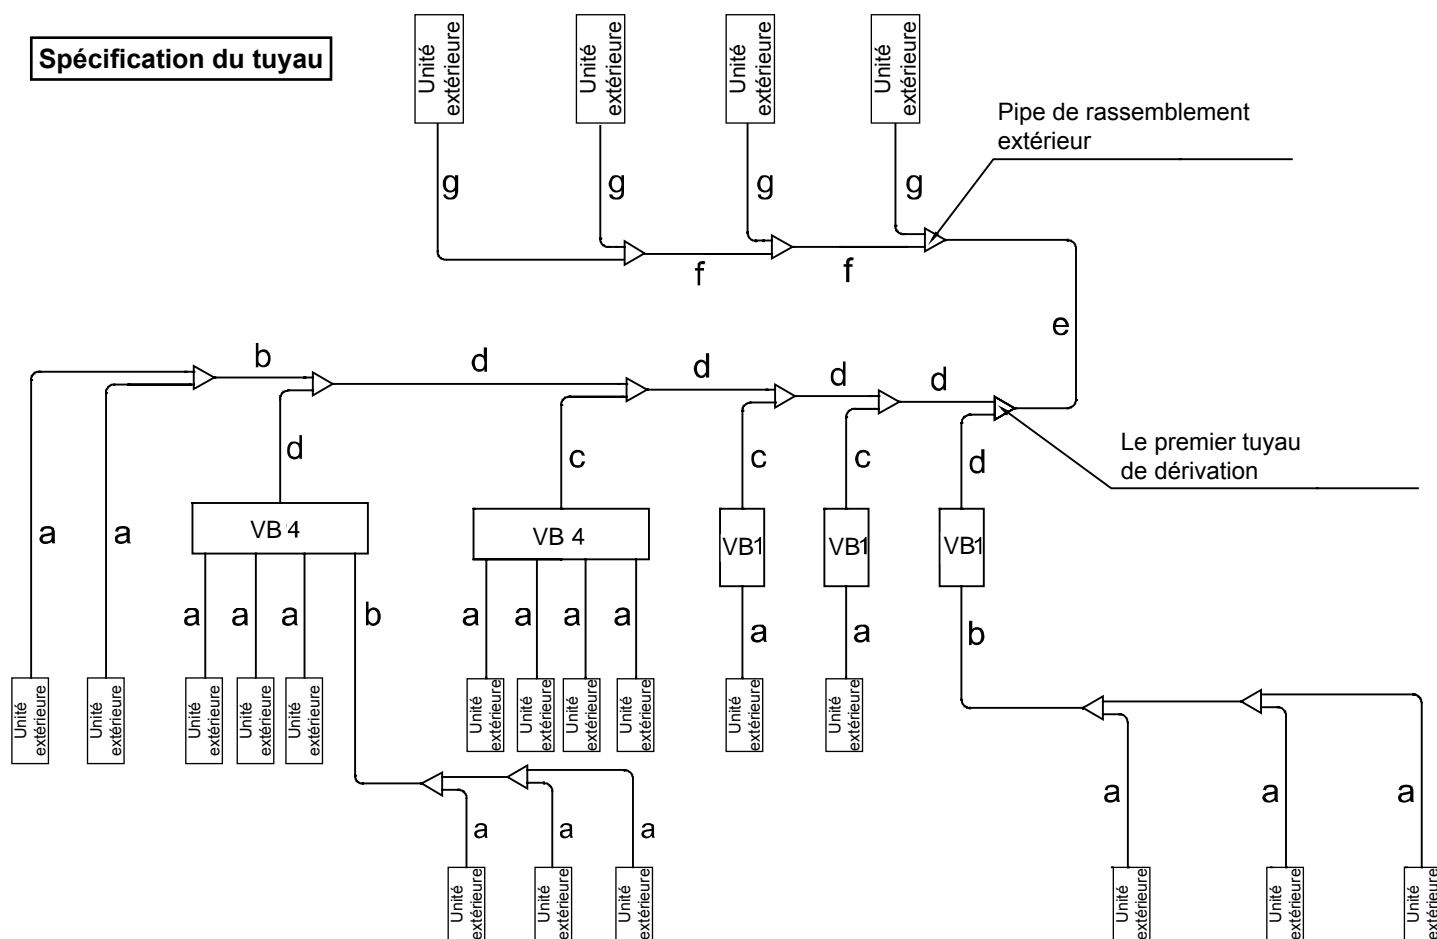 Spécification du tuyau
Unité
extérieure
Unité
extérieure
Unité
extérieure
Unité
extérieure
Pipe de rassemblement
extérieur
g
g
g
g
f
f
e
b
d
d
d
d
d
c
c
c
d
Le premier tuyau
de dérivation
a
a
VB 4
VB 4
VB1
VB1
VB1
a
a
a
b
a
a
a
a
a
a
b
Unité
extérieure
Unité
extérieure
Unité
extérieure
Unité
extérieure
Unité
extérieure
Unité
extérieure
Unité
extérieure
Unité
extérieure
Unité
extérieure
Unité
extérieure
Unité
extérieure
a
a
a
a
a
a
Unité
extérieure
Unité
extérieure
Unité
extérieure
Unité
extérieure
Unité
extérieure
Unité
extérieure